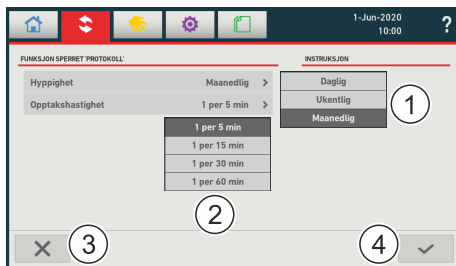 1-Jun-2020
10:00
?
FUNKSJON SPERRET 'PROTOKOLL'
INSTRUKSJON
Hyppighet Maanedlig >
Opptakshastighet 1 per 5 min >
Daglig
Ukentlig
Maanedlig
1
1 per 5 min
1 per 15 min
1 per 30 min
1 per 60 min
2
3
4